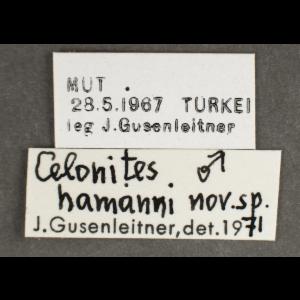 MUT .
28.5.1967 TÜRKEI
leg J.Gusenleitner
Celonites ♂
hamanni nov.sp.
J.Gusenleitner,det.1971